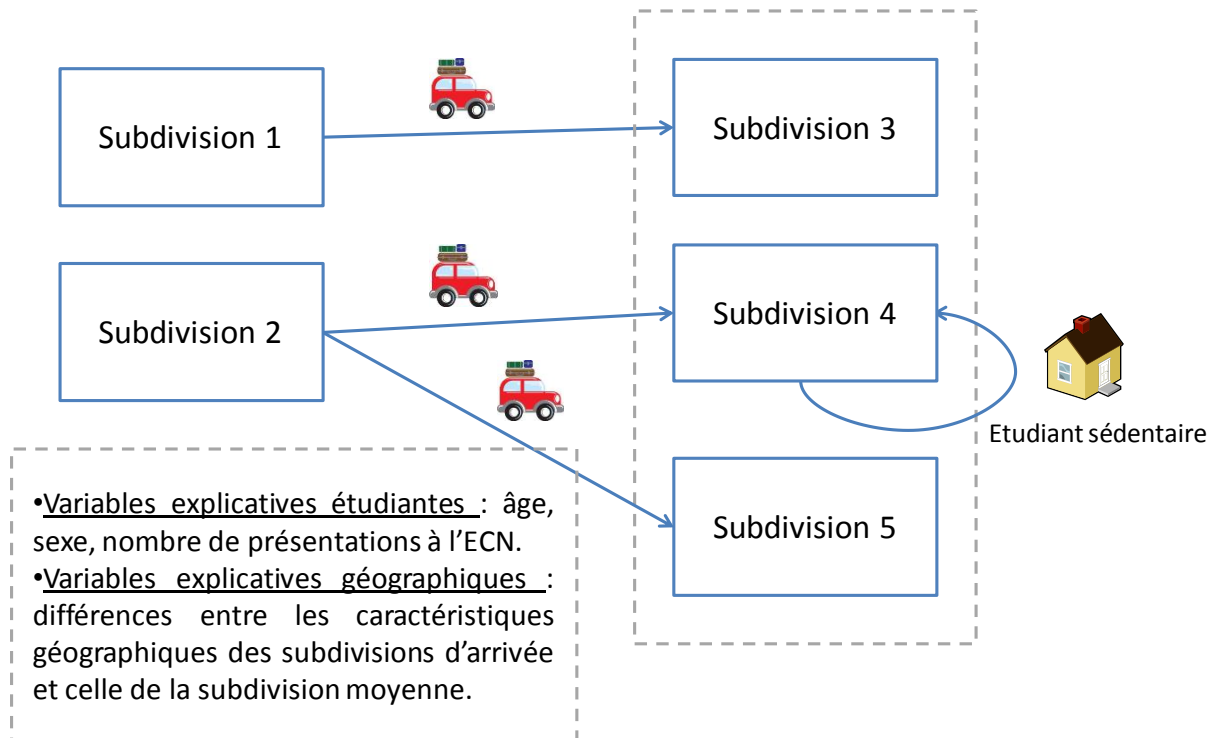 Subdivision 1
Subdivision 3
Subdivision 2
Subdivision 4
Etudiant sédentaire
Subdivision 5
•Variables explicatives étudiantes : âge,
sexe, nombre de présentations à l’ECN.
•Variables explicatives géographiques :
différences entre les caractéristiques
géographiques des subdivisions d’arrivée
et celle de la subdivision moyenne.